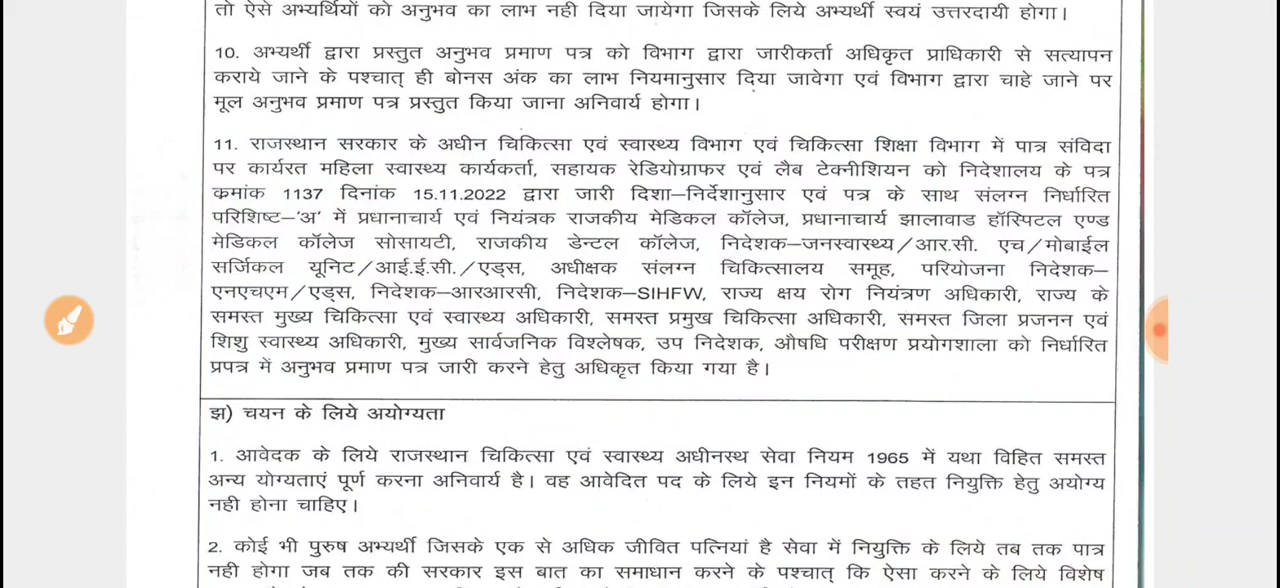 तो ऐसे अभ्यर्थियों को अनुभव का लाभ नही दिया जायेगा जिसके लिये अभ्यर्थी स्वयं उत्तरदायी होगा।
10. अभ्यर्थी द्वारा प्रस्तुत अनुभव प्रमाण पत्र को विभाग द्वारा जारीकर्ता अधिकृत प्राधिकारी से सत्यापन
कराये जाने के पश्चात् ही बोनस अंक का लाभ नियमानुसार दिया जावेगा एवं विभाग द्वारा चाहे जाने पर
मूल अनुभव प्रमाण पत्र प्रस्तुत किया जाना अनिवार्य होगा।
11. राजस्थान सरकार के अधीन चिकित्सा एवं स्वास्थ्य विभाग एवं चिकित्सा शिक्षा विभाग में पात्र संविदा
पर कार्यरत महिला स्वास्थ्य कार्यकर्ता, सहायक रेडियोग्राफर एवं लैब टेक्नीशियन को निदेशालय के पत्र
क्रमांक 1137 दिनांक 15.11.2022 द्वारा जारी दिशा–निर्देशानुसार एवं पत्र के साथ संलग्न निर्धारित
परिशिष्ट–'अ' में प्रधानाचार्य एवं नियंत्रक राजकीय मेडिकल कॉलेज, प्रधानाचार्य झालावाड हॉस्पिटल एण्ड
मेडिकल कॉलेज सोसायटी, राजकीय डेन्टल कॉलेज, निदेशक–जनस्वास्थ्य/आर.सी. एच/मोबाईल
सर्जिकल यूनिट/आई.ई.सी./एड्स, अधीक्षक संलग्न चिकित्सालय समूह, परियोजना निदेशक–
एनएचएम/एड्स, निदेशक–आरआरसी, निदेशक–SIHFW, राज्य क्षय रोग नियंत्रण अधिकारी, राज्य के
समस्त मुख्य चिकित्सा एवं स्वास्थ्य अधिकारी, समस्त प्रमुख चिकित्सा अधिकारी, समस्त जिला प्रजनन एवं
शिशु स्वास्थ्य अधिकारी, मुख्य सार्वजनिक विश्लेषक, उप निदेशक, औषधि परीक्षण प्रयोगशाला को निर्धारित
प्रपत्र में अनुभव प्रमाण पत्र जारी करने हेतु अधिकृत किया गया है।
झ) चयन के लिये अयोग्यता
1. आवेदक के लिये राजस्थान चिकित्सा एवं स्वास्थ्य अधीनस्थ सेवा नियम 1965 में यथा विहित समस्त
अन्य योग्यताएं पूर्ण करना अनिवार्य है। वह आवेदित पद के लिये इन नियमों के तहत नियुक्ति हेतु अयोग्य
नही होना चाहिए।
2. कोई भी पुरुष अभ्यर्थी जिसके एक से अधिक जीवित पत्नियां है सेवा में नियुक्ति के लिये तब तक पात्र
नही होगा जब तक की सरकार इस बात का समाधान करने के पश्चात् कि ऐसा करने के लिये विशेष